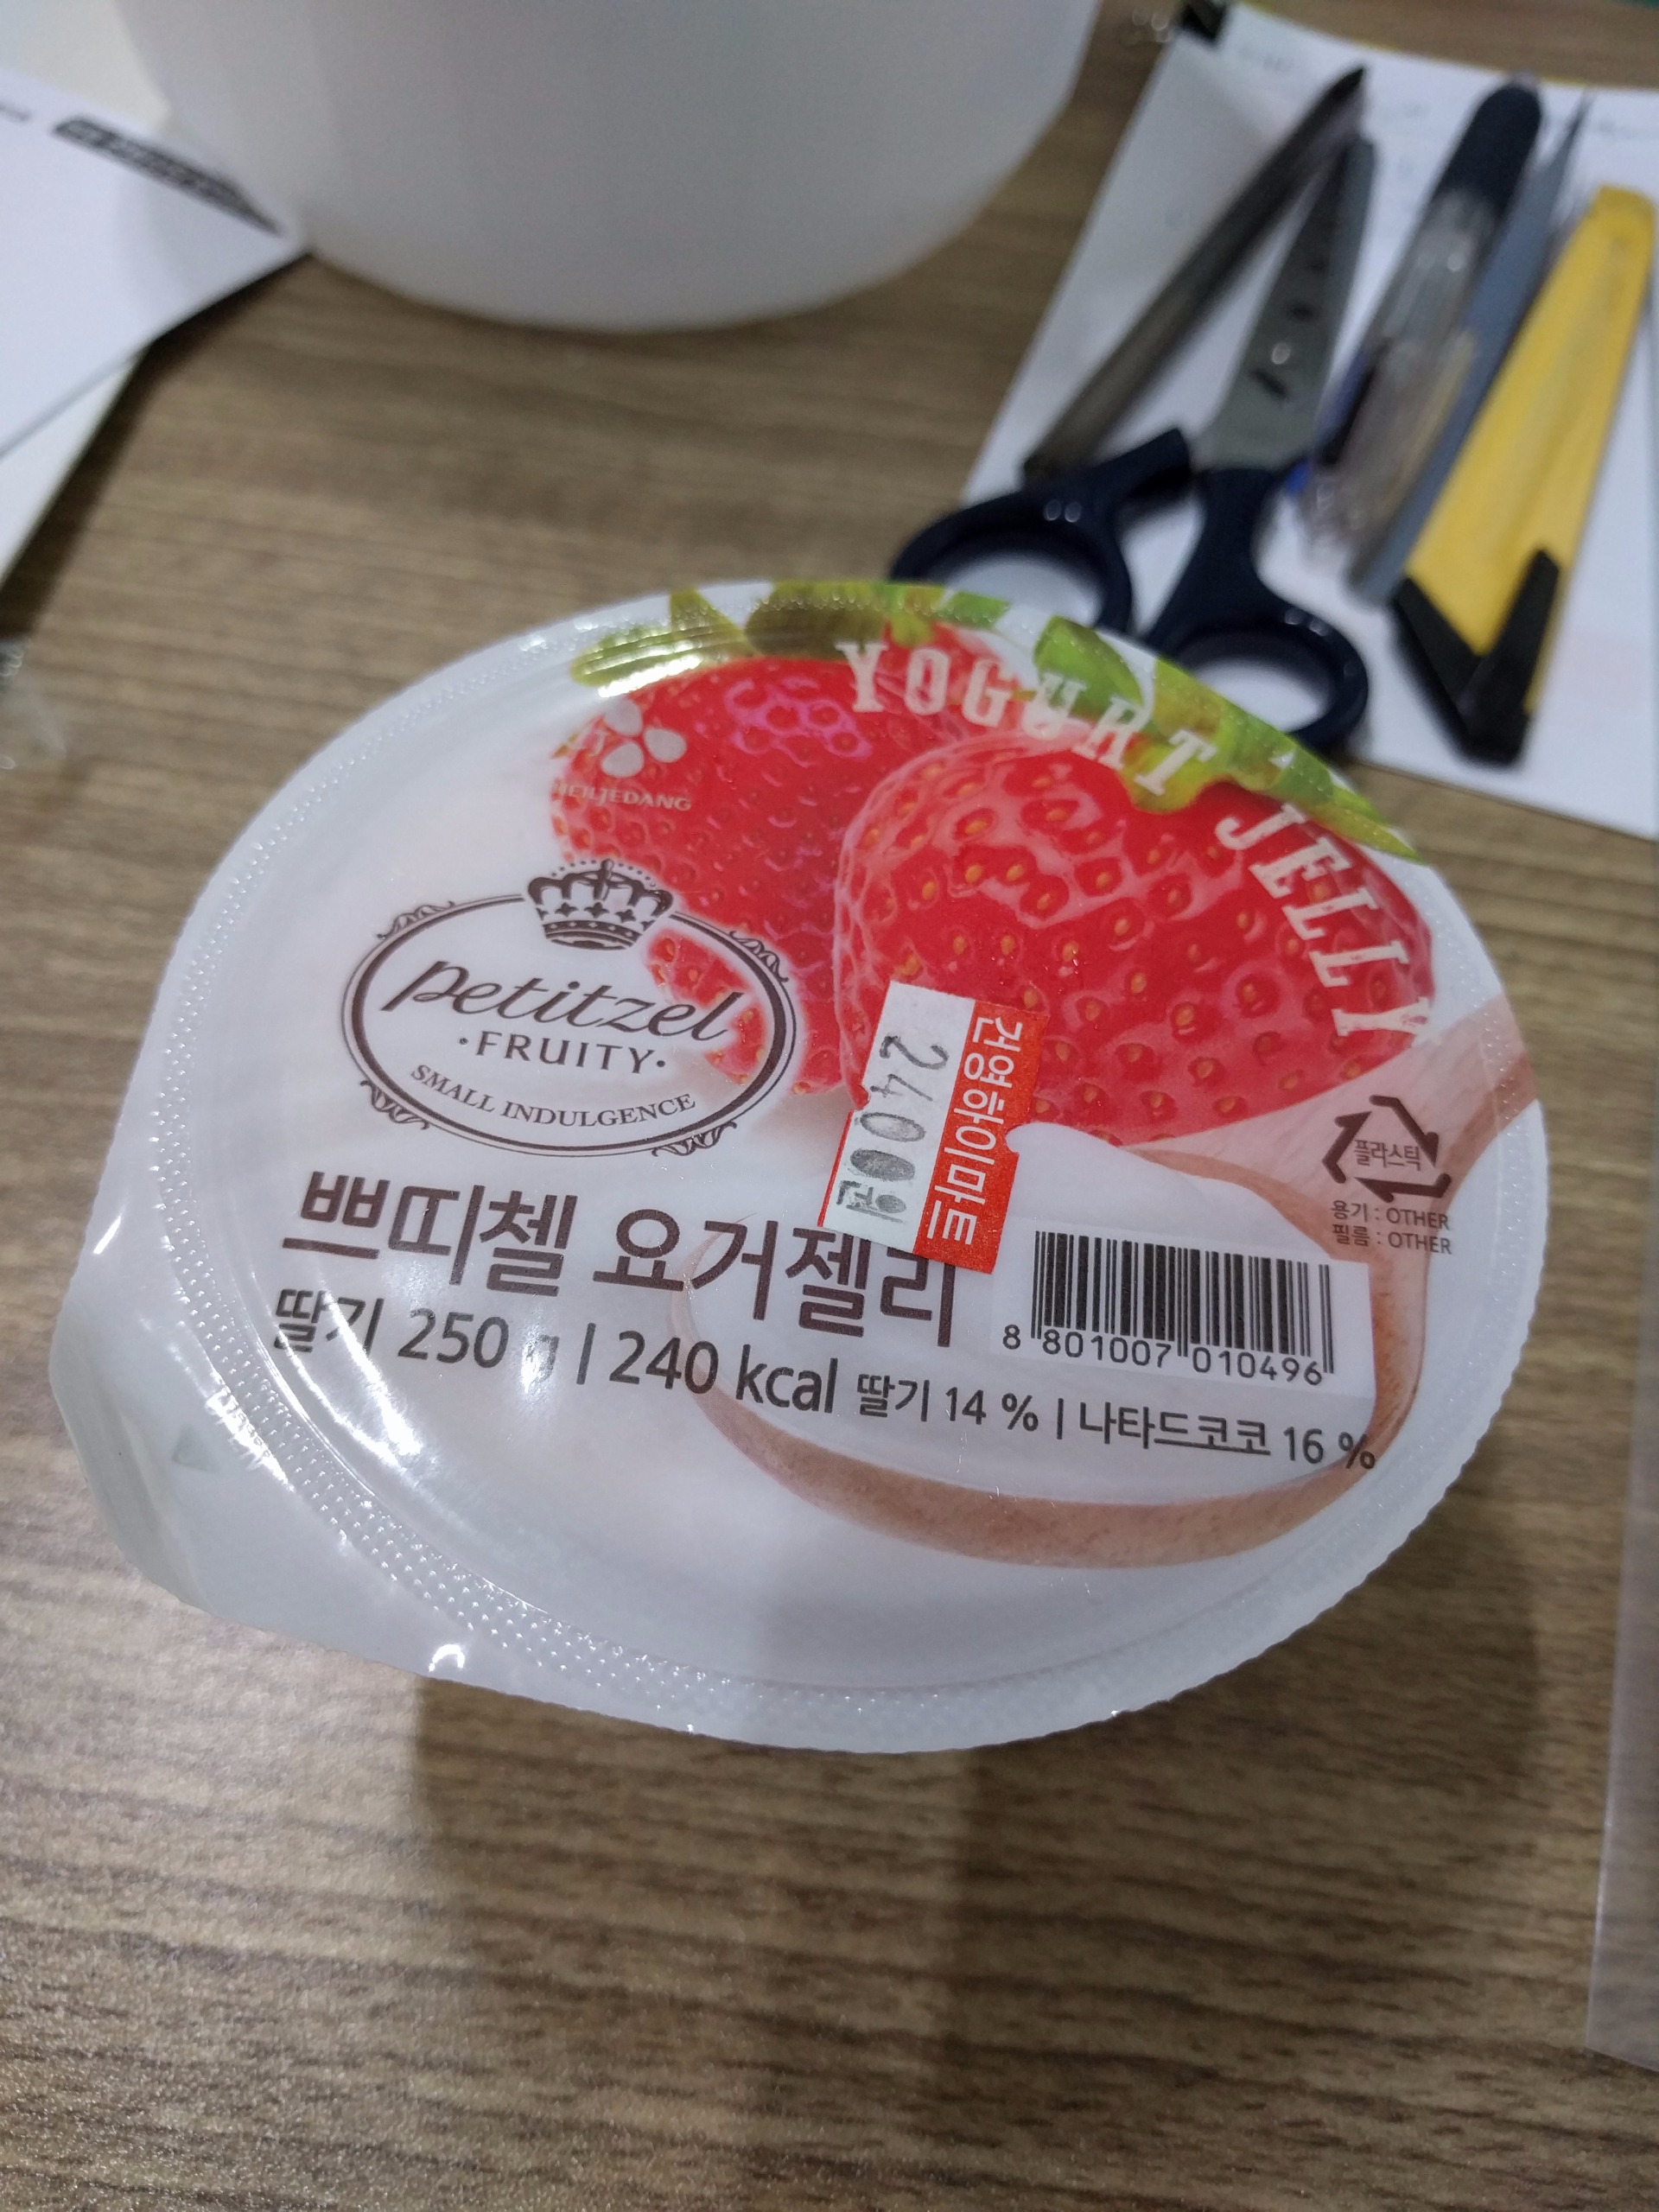 YOGURT JELLY
CJ
CHEILJEDANG
petitzel
·FRUITY·
SMALL INDULGENCE
건영하이마트
2400원
플라스틱
용기 : OTHER
필름 : OTHER
쁘띠첼 요거젤리
딸기 250 g | 240 kcal 딸기 14 % | 나타드코코 16 %
8 801007 010496